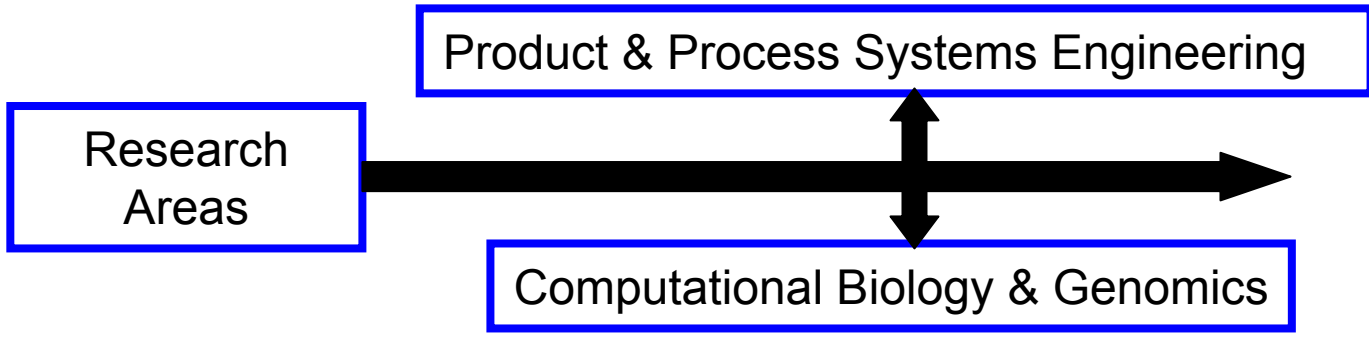 Product & Process Systems Engineering
Research
Areas
Computational Biology & Genomics